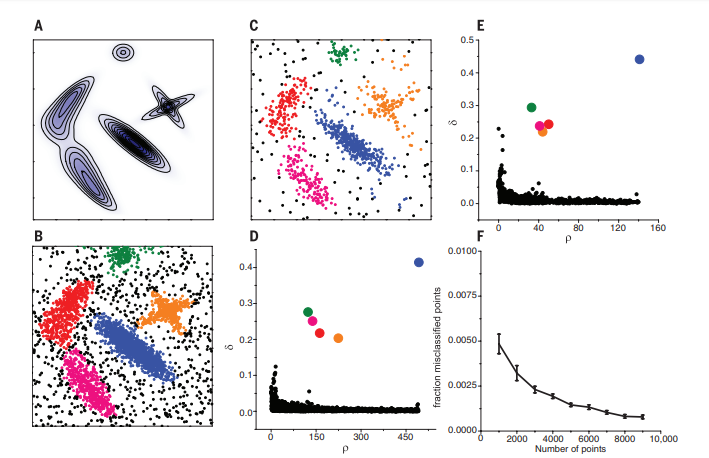 A
C
E
0.5
0.4
0.3
δ
0.2
0.1
0.0
0 40 80 120 160
ρ
B
D
0.4
0.3
δ
0.2
0.1
0.0
0 150 300 450
ρ
F
0.0100
0.0075
fraction misclassified points
0.0050
0.0025
0.0000
0 2000 4000 6000 8000 10,000
Number of points